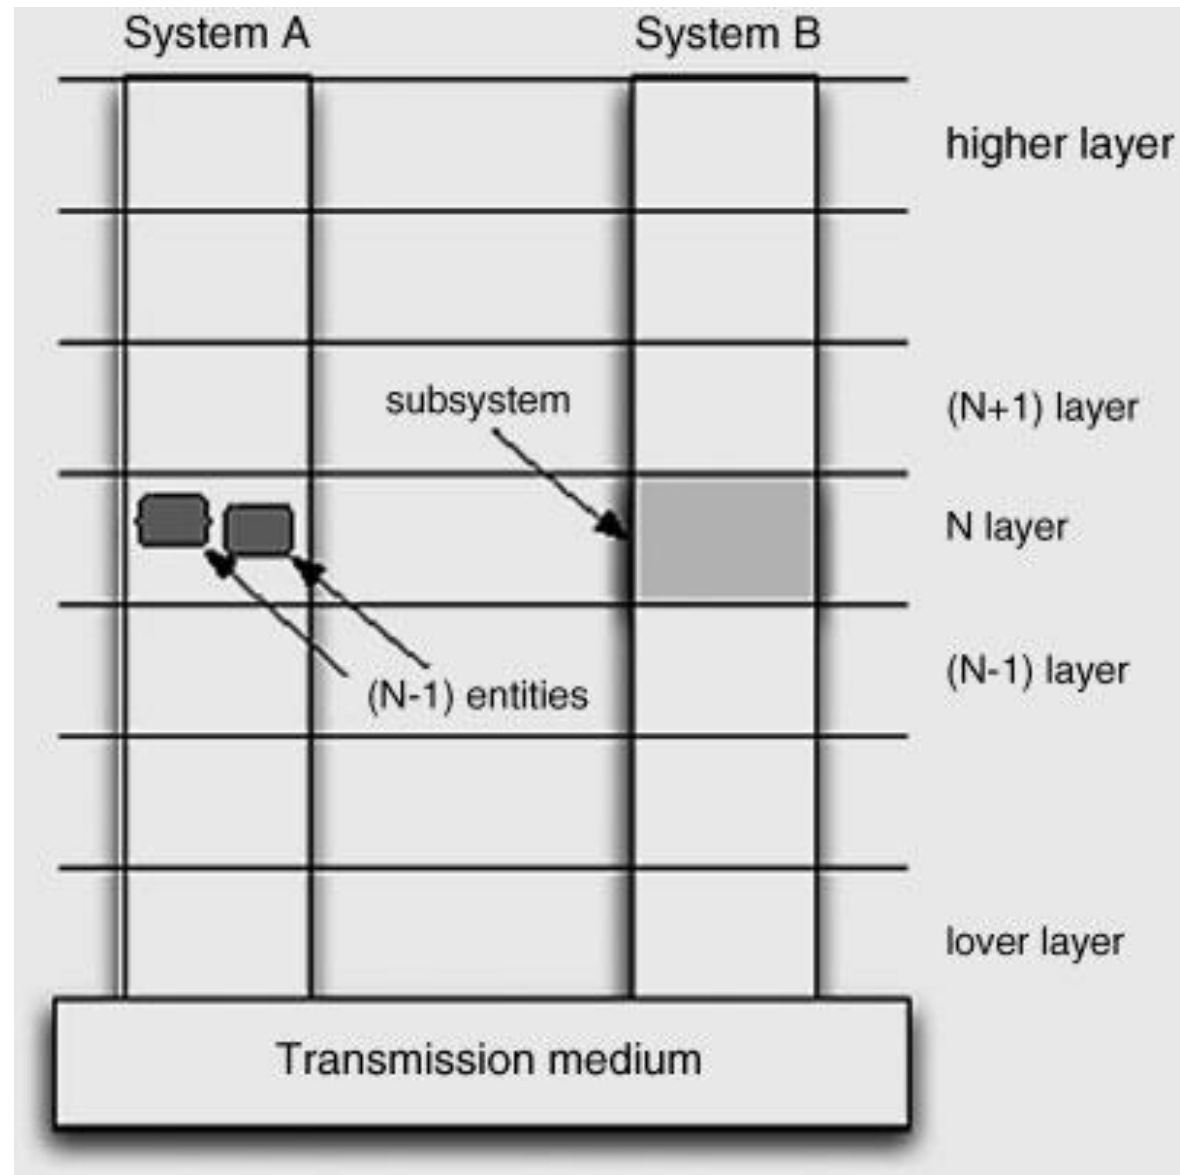 System A
System B
higher layer
subsystem
(N+1) layer
N layer
(N-1) layer
(N-1) entities
lover layer
Transmission medium